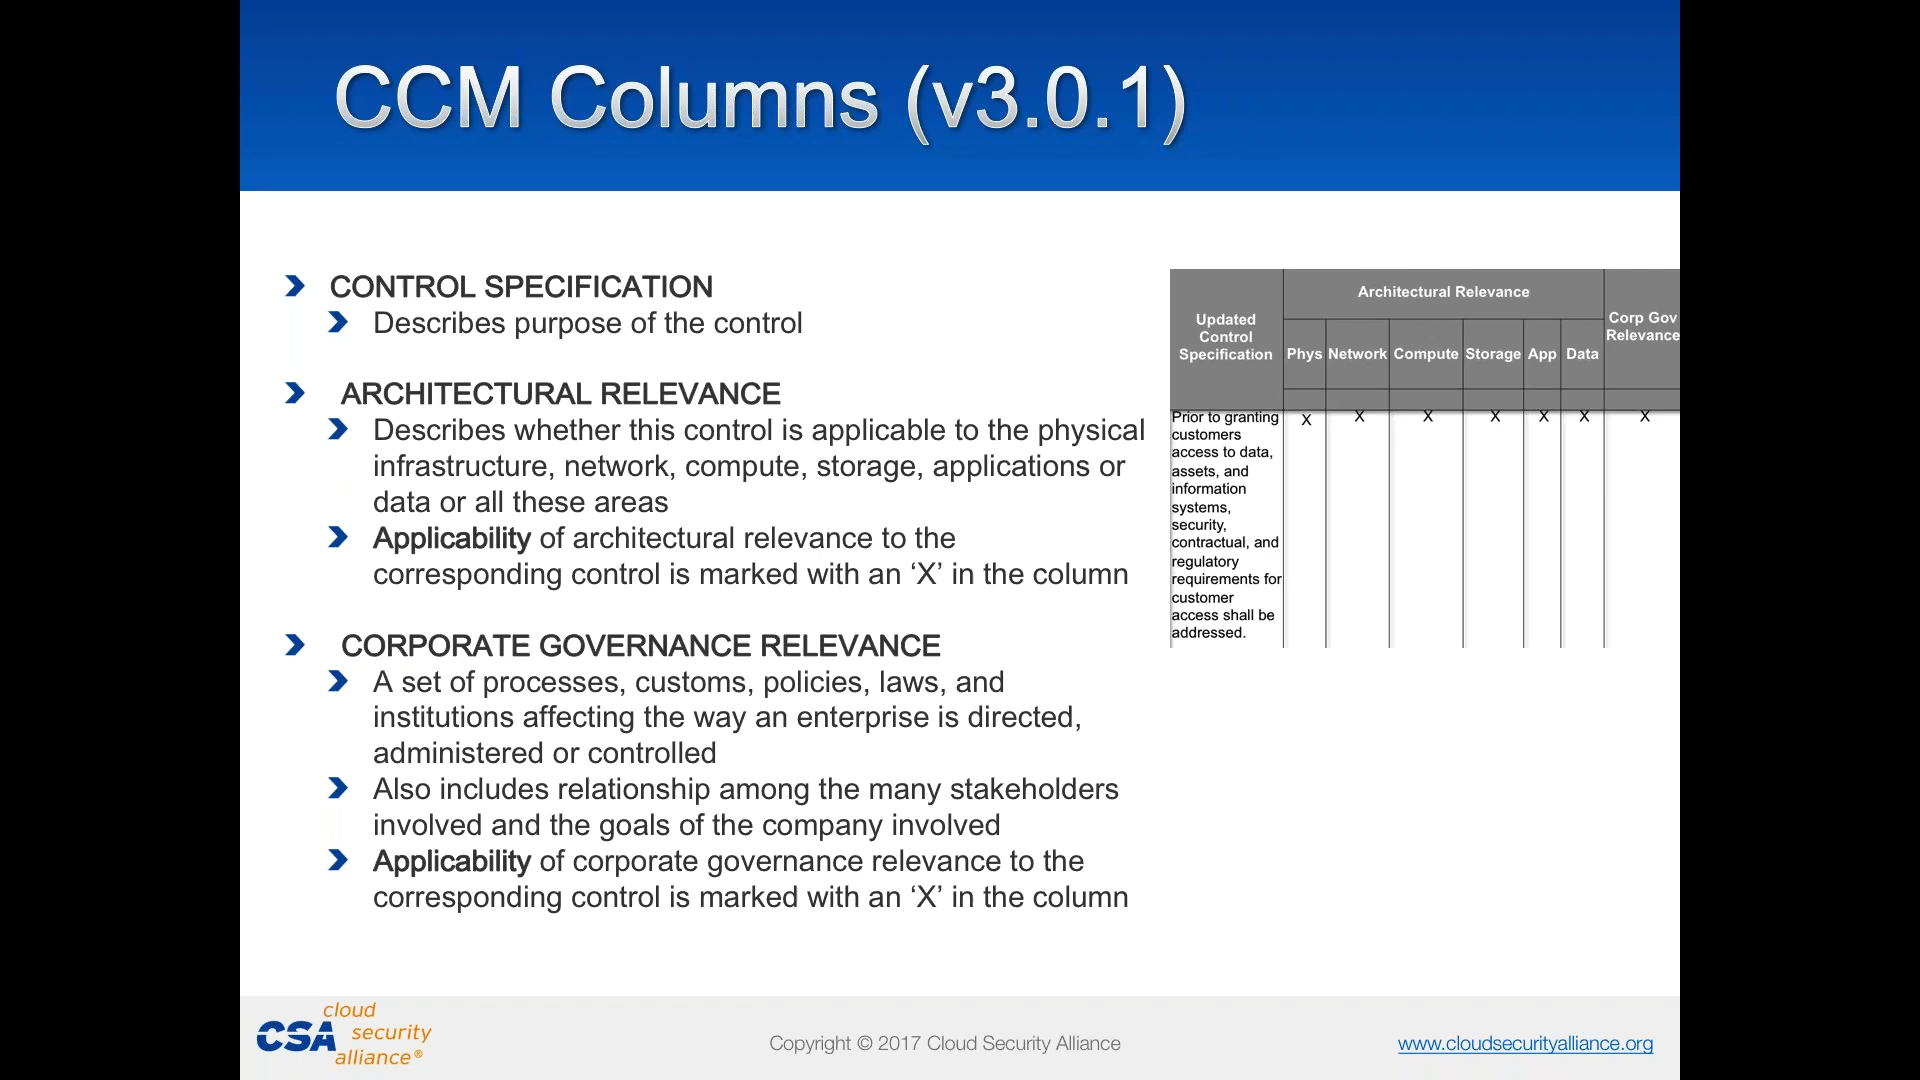 CCM Columns (v3.0.1)
CONTROL SPECIFICATION
Describes purpose of the control
ARCHITECTURAL RELEVANCE
Describes whether this control is applicable to the physical
infrastructure, network, compute, storage, applications or
data or all these areas
Applicability of architectural relevance to the
corresponding control is marked with an ‘X’ in the column
CORPORATE GOVERNANCE RELEVANCE
A set of processes, customs, policies, laws, and
institutions affecting the way an enterprise is directed,
administered or controlled
Also includes relationship among the many stakeholders
involved and the goals of the company involved
Applicability of corporate governance relevance to the
corresponding control is marked with an ‘X’ in the column
Updated
Control
Specification
Architectural Relevance
Corp Gov
Relevance
Phys Network Compute Storage App Data
X X X X X X X
Prior to granting
customers
access to data,
assets, and
information
systems,
security,
contractual, and
regulatory
requirements for
customer
access shall be
addressed.
CSA cloud
security
alliance®
Copyright © 2017 Cloud Security Alliance
www.cloudsecurityalliance.org